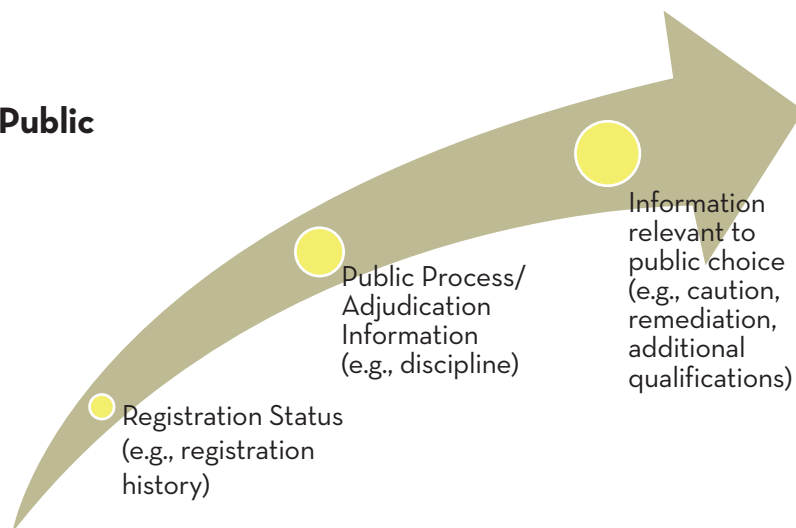 Public
Information
relevant to
public choice
(e.g., caution,
remediation,
additional
qualifications)
Public Process/
Adjudication
Information
(e.g., discipline)
Registration Status
(e.g., registration
history)